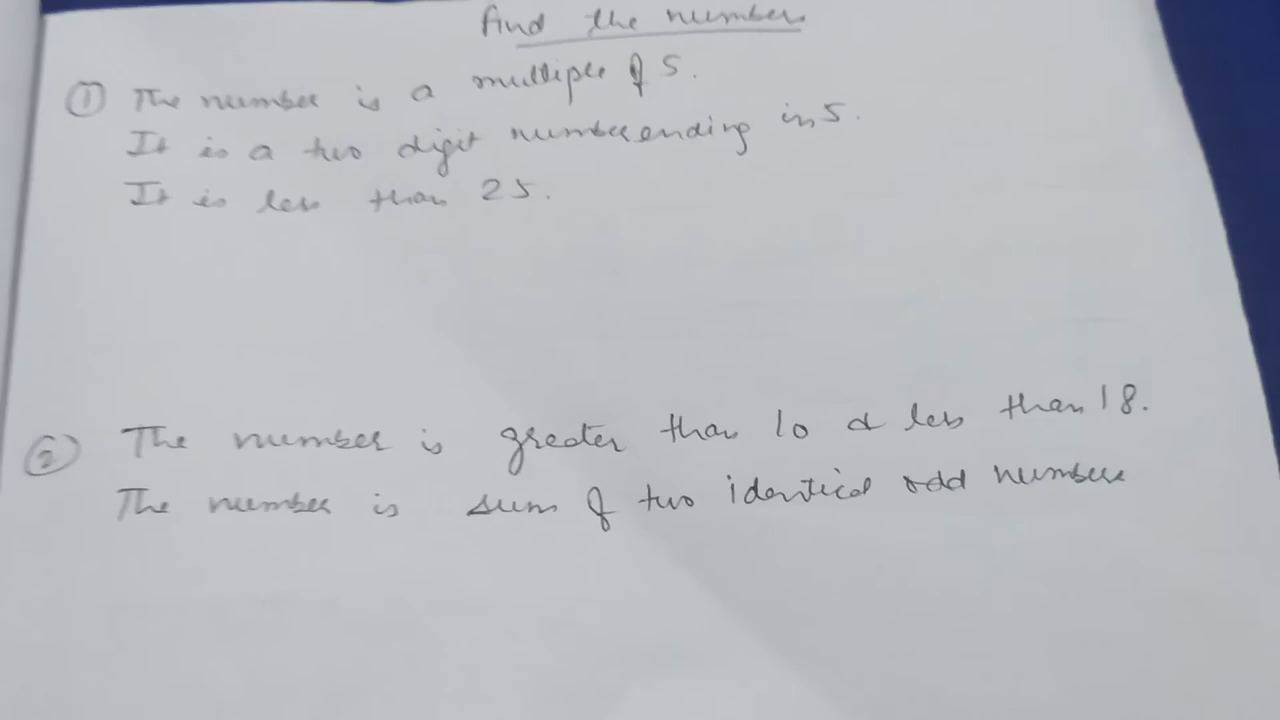 find the number
① The number is a multiple of 5.
It is a two digit number ending in 5.
It is less than 25.
② The number is greater than 10 & less than 18.
The number is sum of two identical odd numbers